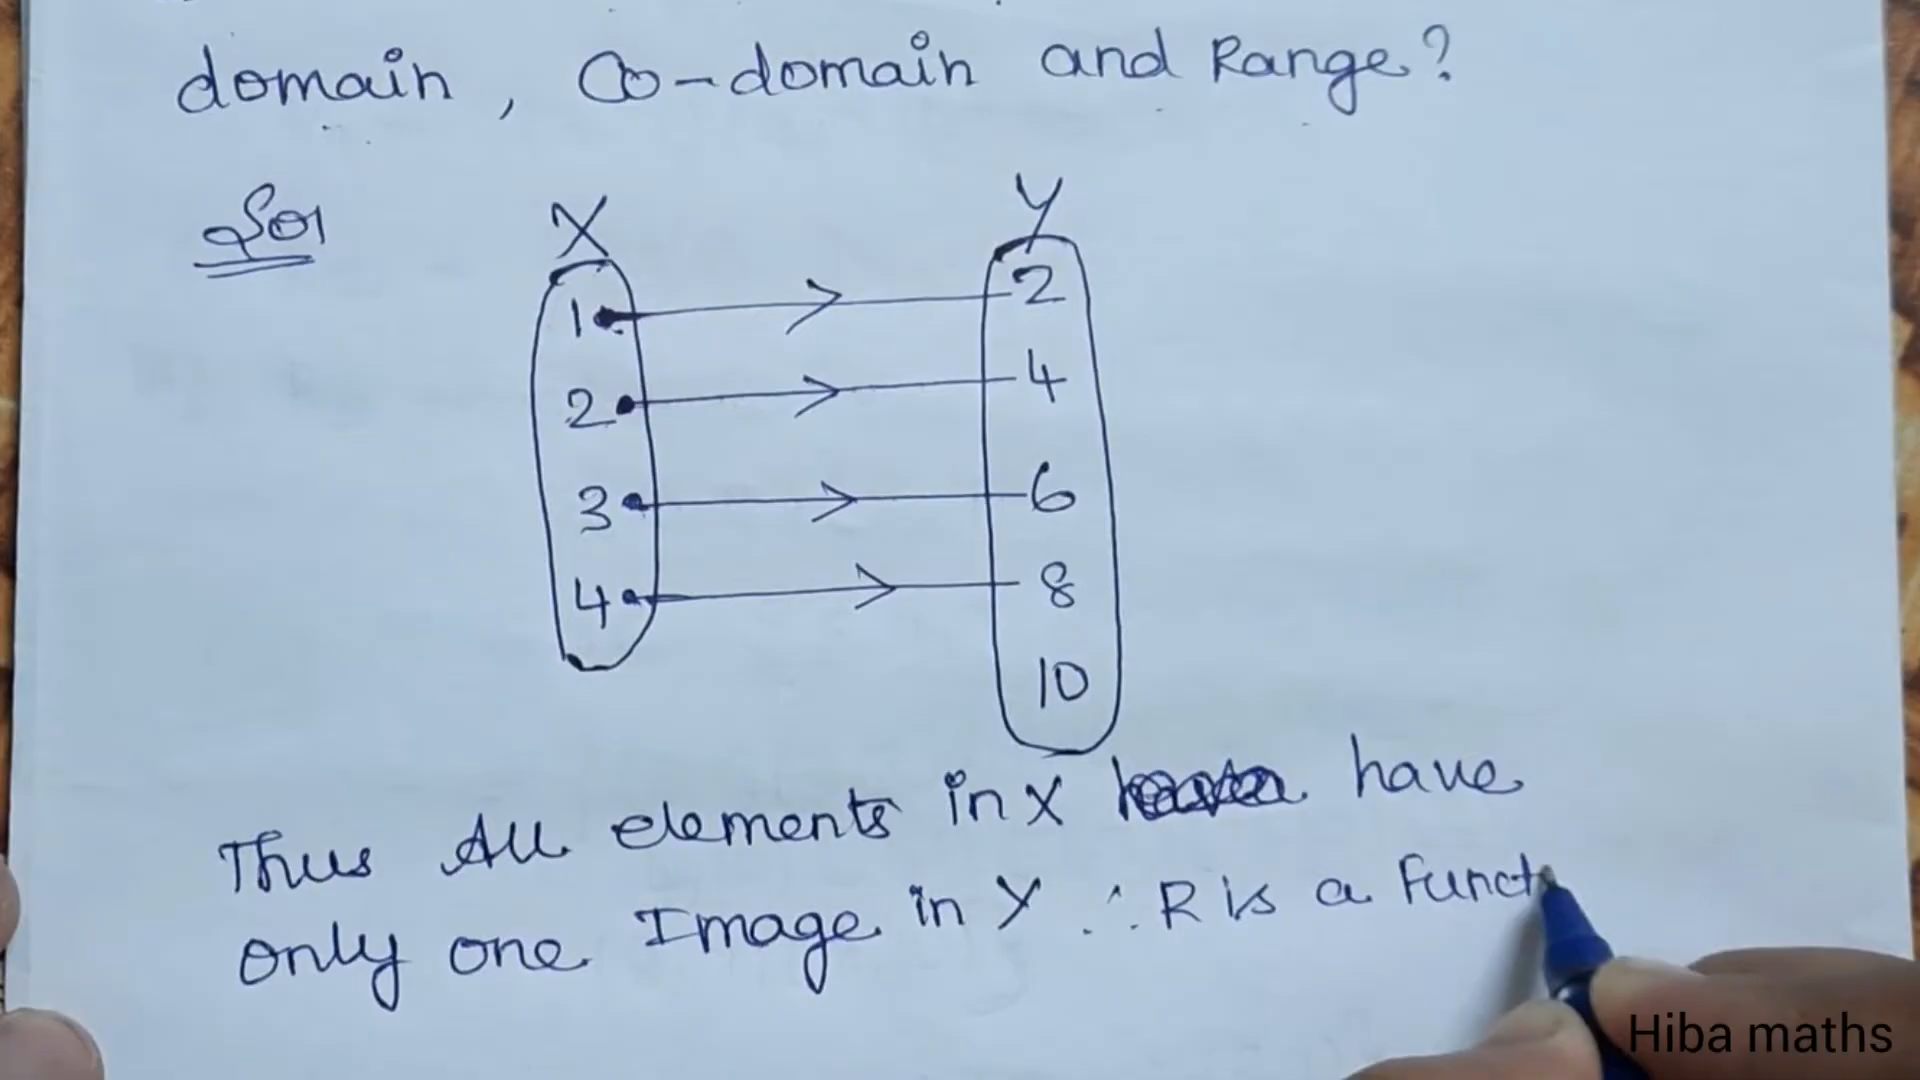 domain, Co-domain and Range?
Sol
X Y
1 2
2 4
3 6
4 8
10
Thus All elements in X have
only one Image in Y ∴ R is a Funct
Hiba maths